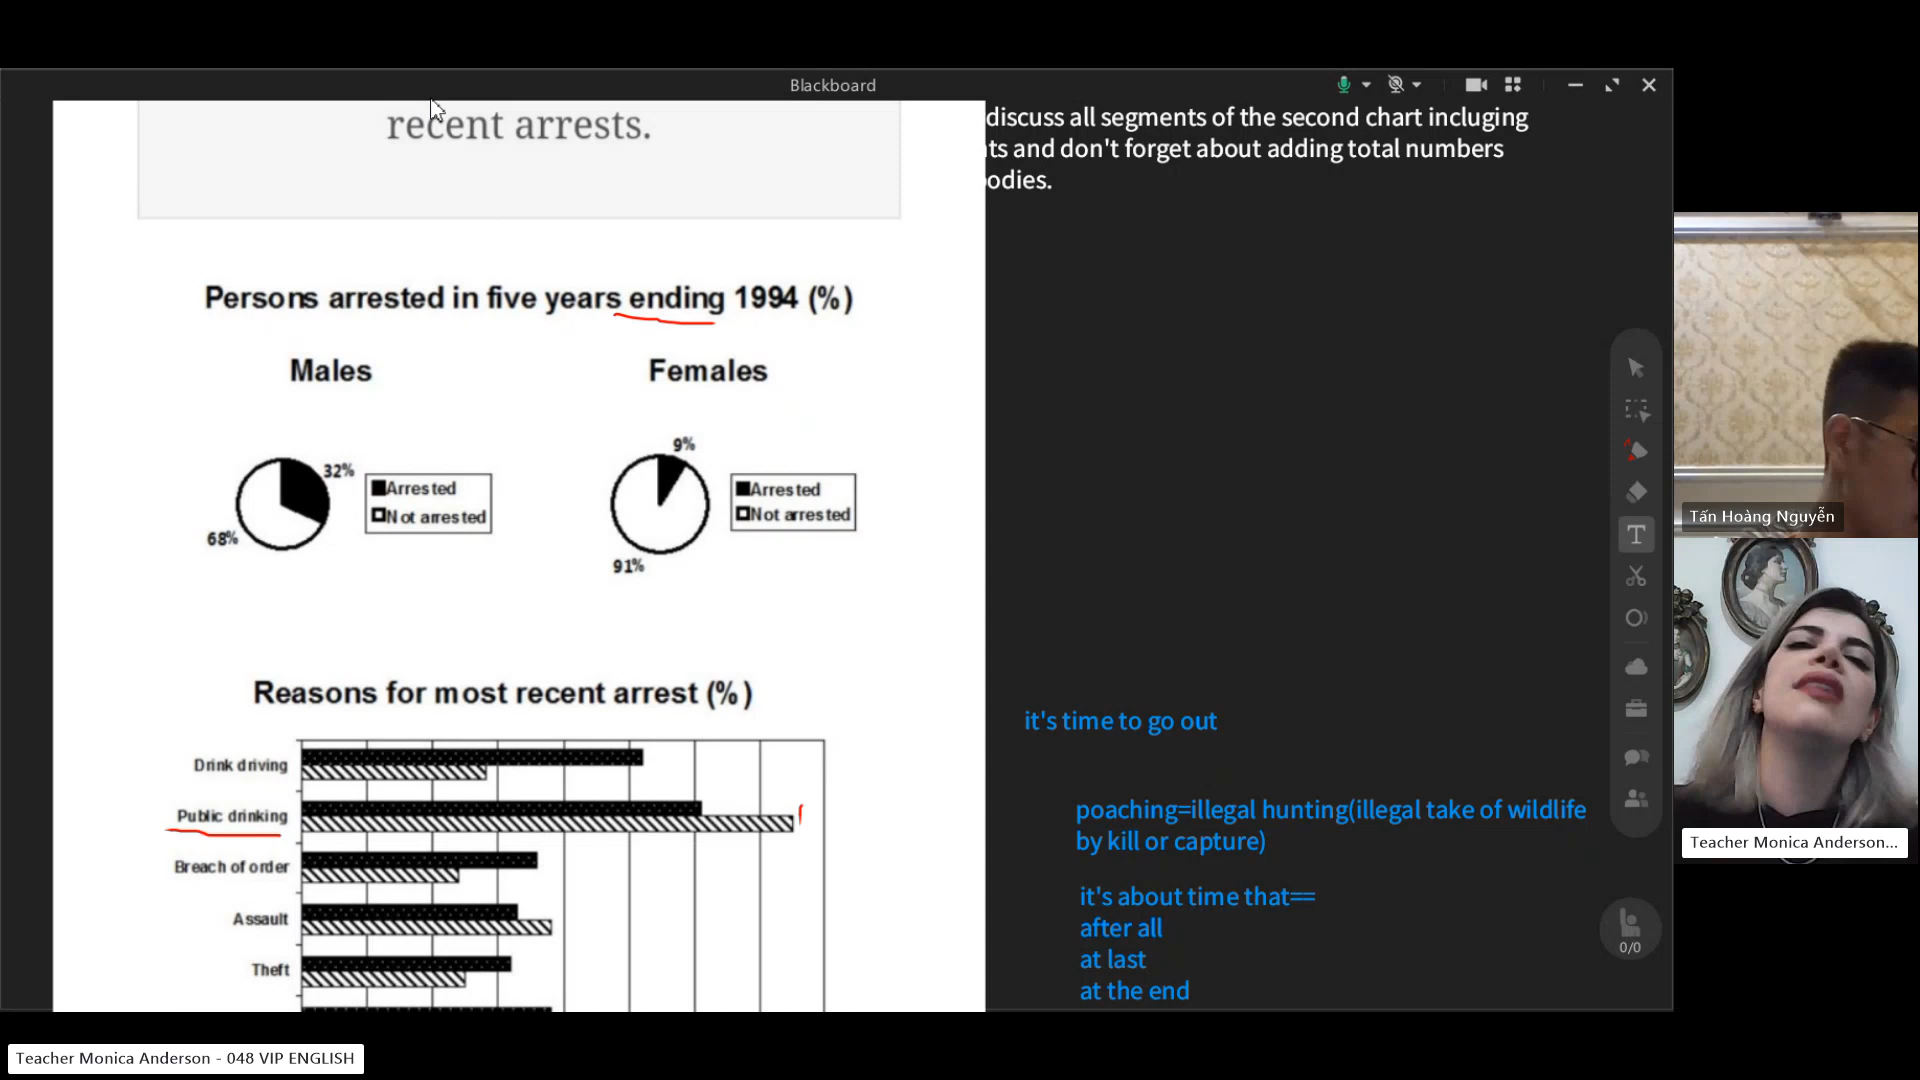 Blackboard
recent arrests.
discuss all segments of the second chart incluging
ts and don't forget about adding total numbers
odies.
Persons arrested in five years ending 1994 (%)
Males
Females
32%
68%
Arrested
Not arrested
9%
91%
Arrested
Not arrested
Reasons for most recent arrest (%)
Drink driving
Public drinking
Breach of order
Assault
Theft
it's time to go out
poaching=illegal hunting(illegal take of wildlife
by kill or capture)
it's about time that==
after all
at last
at the end
T
0/0
Tấn Hoàng Nguyễn
Teacher Monica Anderson...
Teacher Monica Anderson - 048 VIP ENGLISH